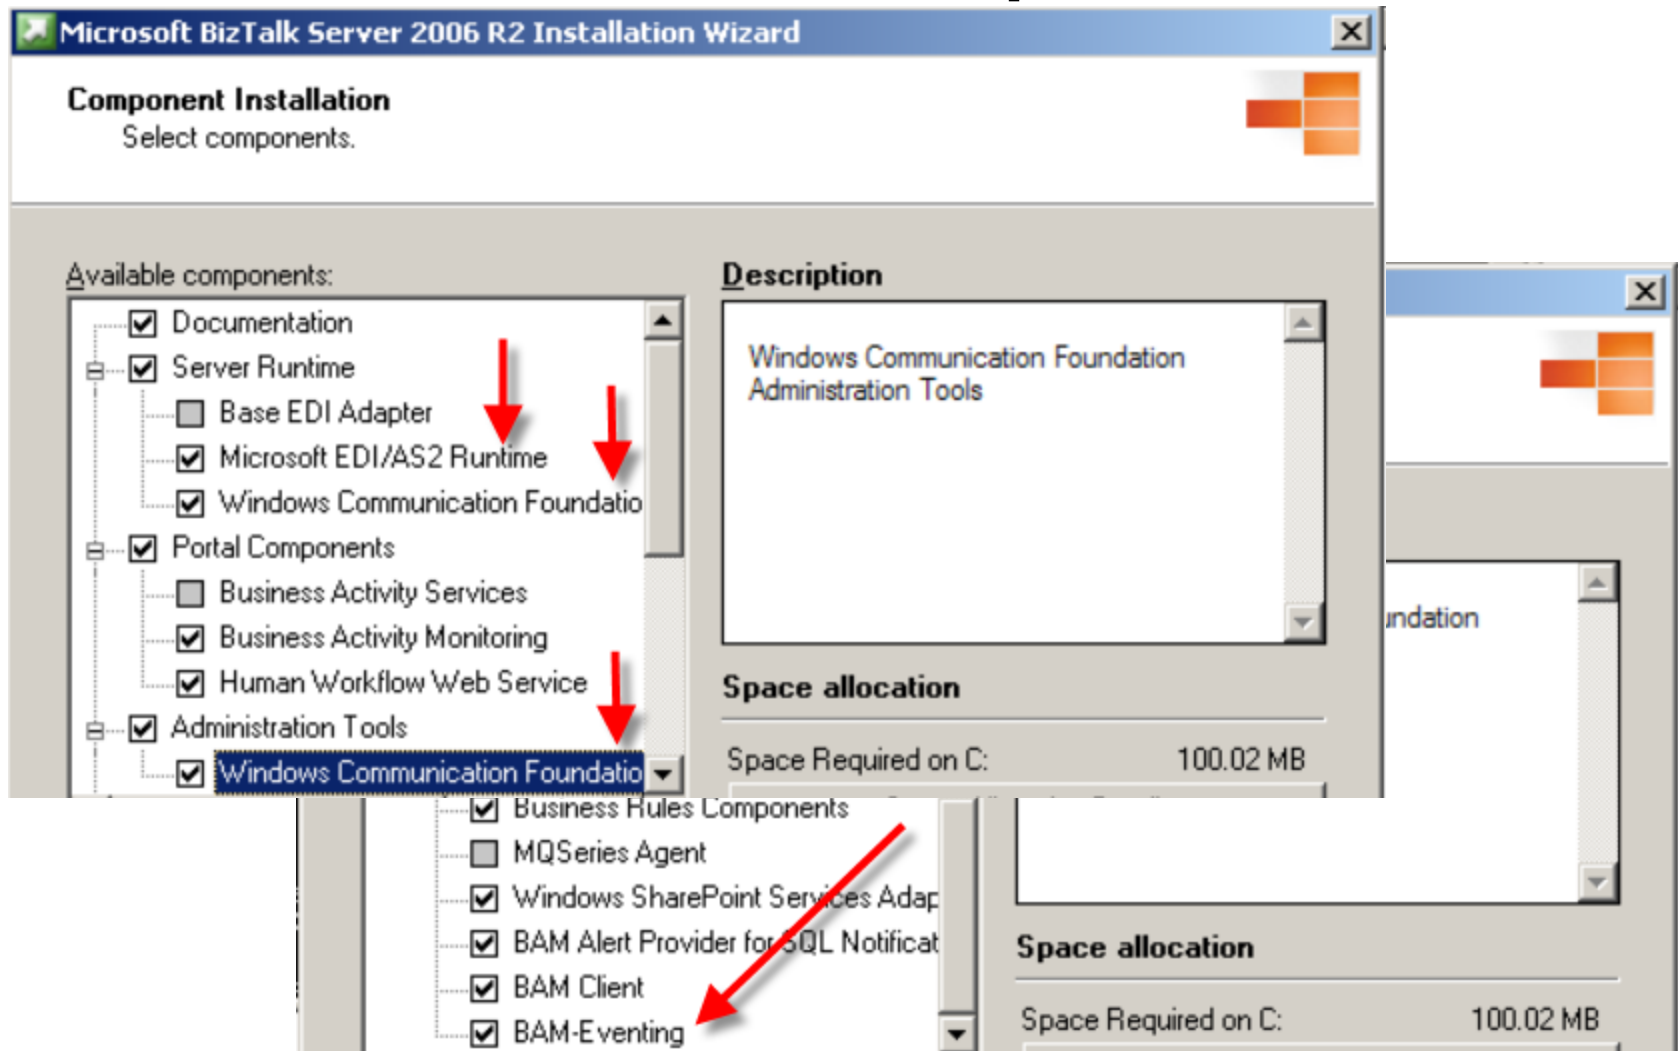 Microsoft BizTalk Server 2006 R2 Installation Wizard
Component Installation
Select components.
Available components:
Documentation
Server Runtime
Base EDI Adapter
Microsoft EDI/AS2 Runtime
Windows Communication Foundatio
Portal Components
Business Activity Services
Business Activity Monitoring
Human Workflow Web Service
Administration Tools
Windows Communication Foundatio
Description
Windows Communication Foundation
Administration Tools
Space allocation
Space Required on C: 100.02 MB
undation
Business Rules Components
MQSeries Agent
Windows SharePoint Services Adap
BAM Alert Provider for SQL Notificat
BAM Client
BAM-Eventing
Space allocation
Space Required on C: 100.02 MB